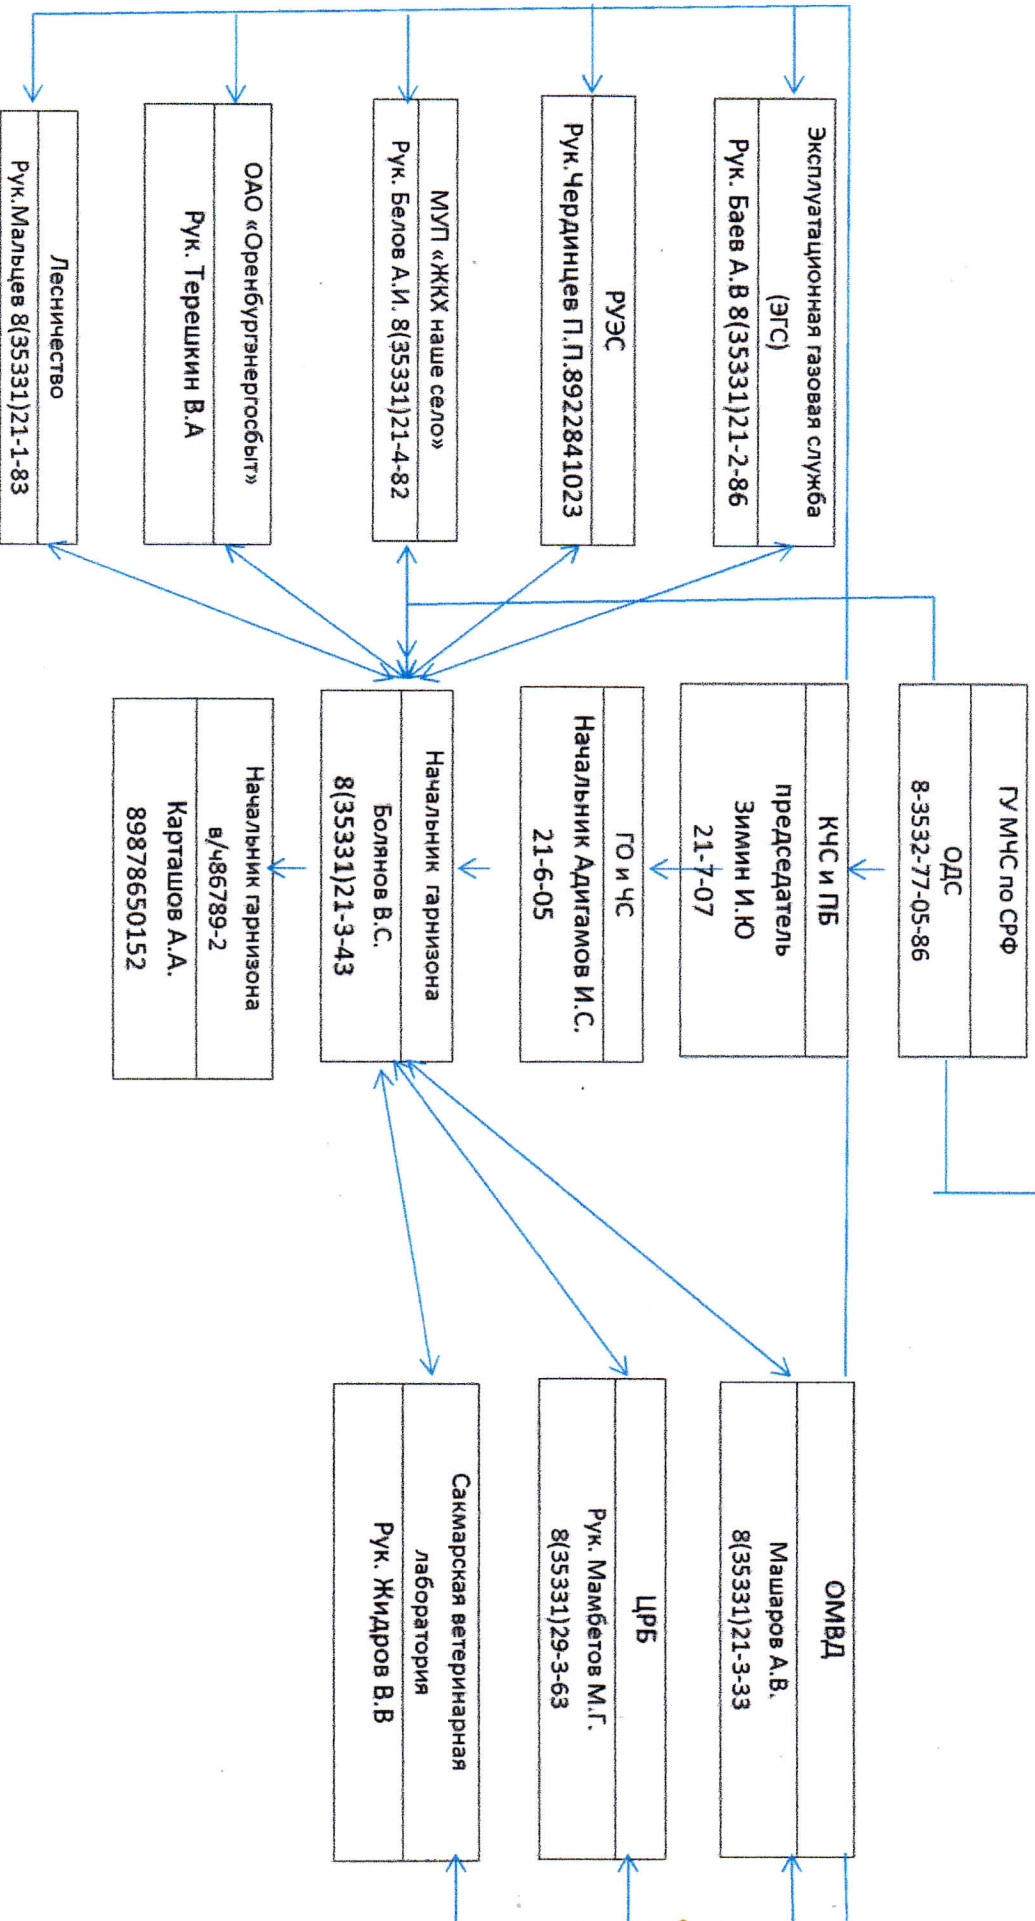 ГУ МЧС по СРФ
ОДС
8-3532-77-05-86
КЧС и ПБ
председатель
Зимин И.Ю
21-7-07
ГО и ЧС
Начальник Адигамов И.С.
21-6-05
Начальник гарнизона
Болянов В.С.
8(35331)21-3-43
Начальник гарнизона
в/ч86789-2
Карташов А.А.
89878650152
Эксплуатационная газовая служба
(ЭГС)
Рук. Баев А.В 8(35331)21-2-86
РУЭС
Рук.Чердинцев П.П.8922841023
МУП «ЖКХ наше село»
Рук. Белов А.И. 8(35331)21-4-82
ОАО «Оренбургэнергосбыт»
Рук. Терешкин В.А
Лесничество
Рук.Мальцев 8(35331)21-1-83
ОМВД
Машаров А.В.
8(35331)21-3-33
ЦРБ
Рук. Мамбетов М.Г.
8(35331)29-3-63
Сакмарская ветеринарная
лаборатория
Рук. Жидров В.В